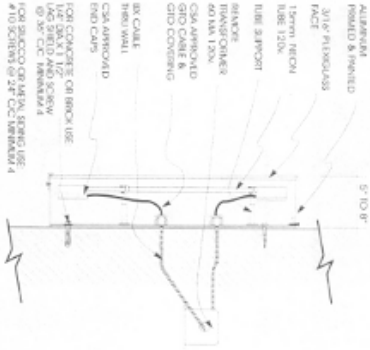 ALUMINUM
PRIMED & PAINTED
3/16" PLEXIGLASS
FACE
15mm NEON
TUBE 120v
TUBE SUPPORT
REMOTE
TRANSFORMER
60 MA 120v
CSA APPROVED
GTO CABLE &
GTO COVERING
BX CABLE
THRU WALL
CSA APPROVED
END CAPS
FOR CONCRETE OR BRICK USE
1/4" DIA X 1 1/2"
LAG SHIELD AND SCREW
@ 36" C/C MINIMUM 4
FOR STUCCO OR METAL SIDING USE
#10 SCREWS @ 24" C/C MINIMUM 4
5" TO 8"